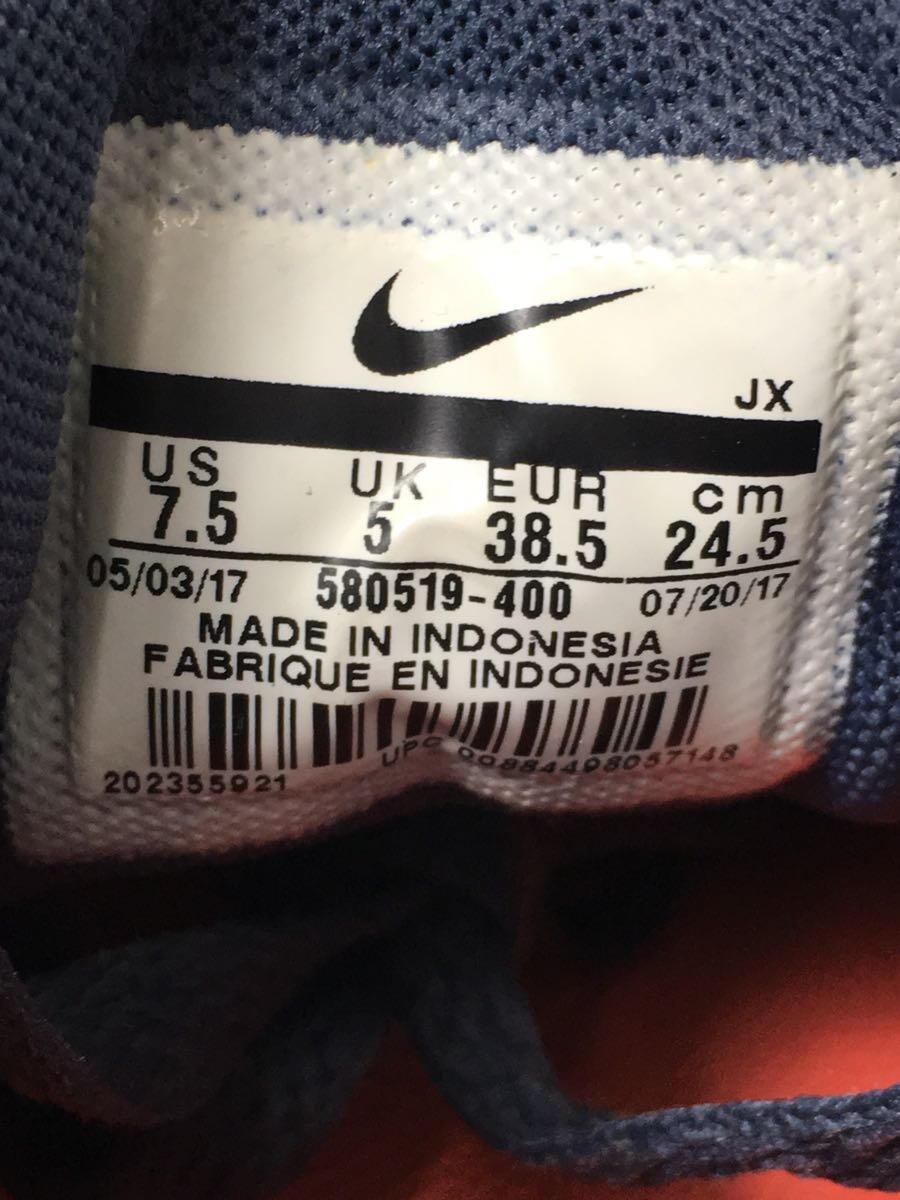 JX
US UK EUR cm
7.5 5 38.5 24.5
05/03/17 580519-400 07/20/17
MADE IN INDONESIA
FABRIQUE EN INDONESIE
UPC 00884498057148
202355921